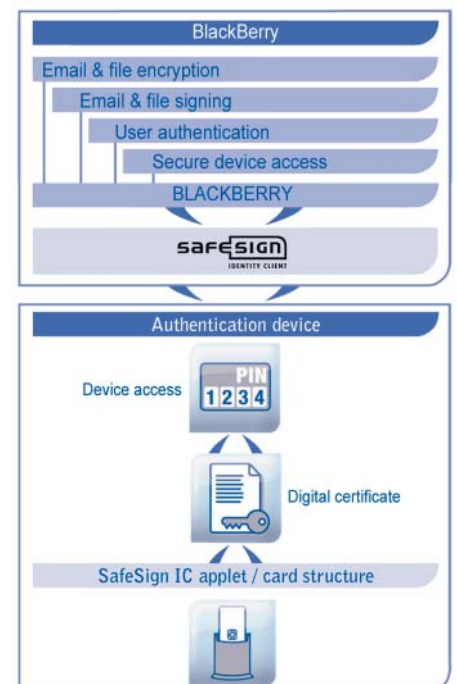 BlackBerry
Email & file encryption
Email & file signing
User authentication
Secure device access
BLACKBERRY
safesign
IDENTITY CLIENT
Authentication device
Device access
PIN
1234
Digital certificate
SafeSign IC applet / card structure